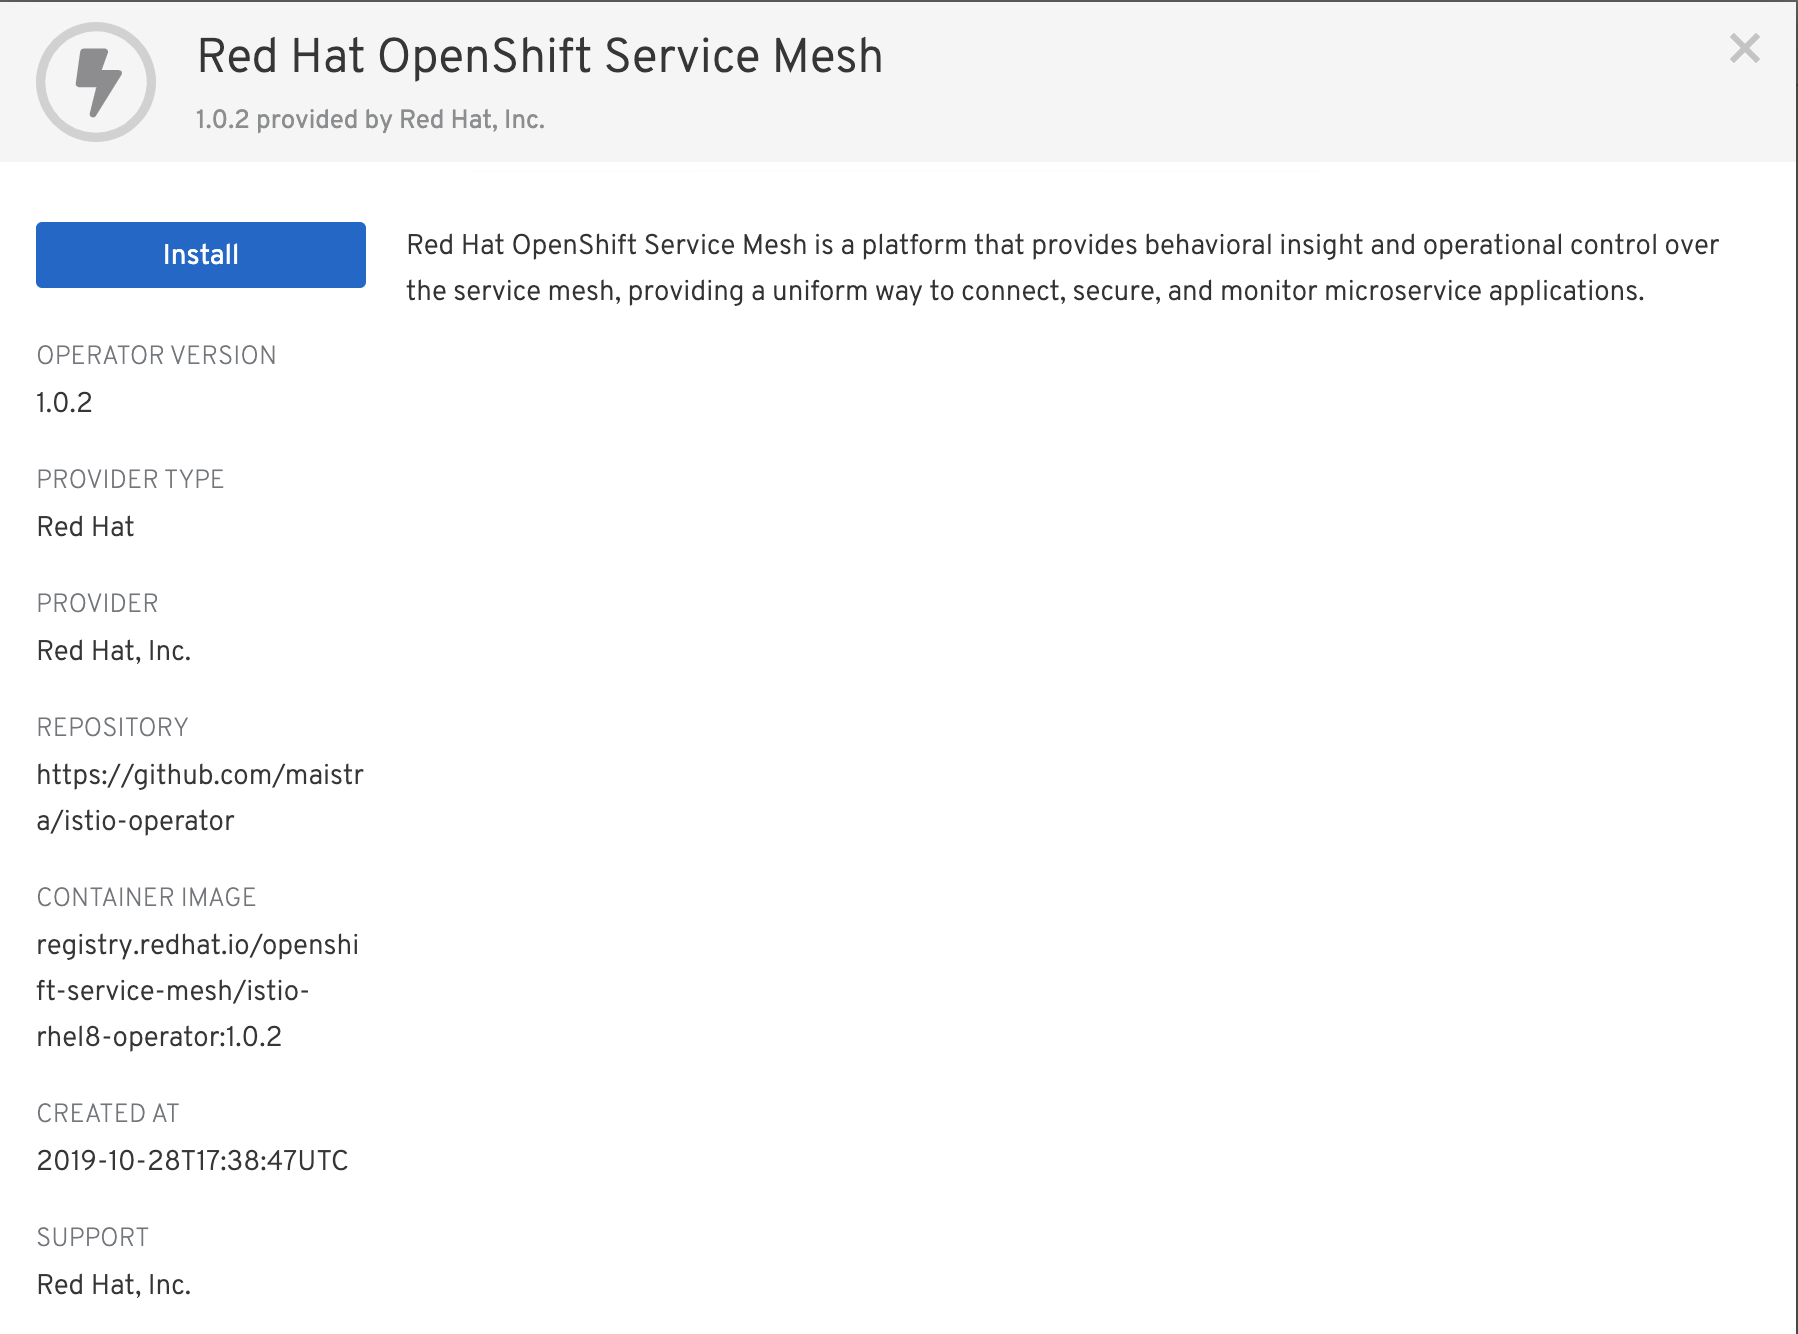 Red Hat OpenShift Service Mesh
1.0.2 provided by Red Hat, Inc.
Install
Red Hat OpenShift Service Mesh is a platform that provides behavioral insight and operational control over
the service mesh, providing a uniform way to connect, secure, and monitor microservice applications.
OPERATOR VERSION
1.0.2
PROVIDER TYPE
Red Hat
PROVIDER
Red Hat, Inc.
REPOSITORY
https://github.com/maistr
a/istio-operator
CONTAINER IMAGE
registry.redhat.io/openshi
ft-service-mesh/istio-
rhel8-operator:1.0.2
CREATED AT
2019-10-28T17:38:47UTC
SUPPORT
Red Hat, Inc.